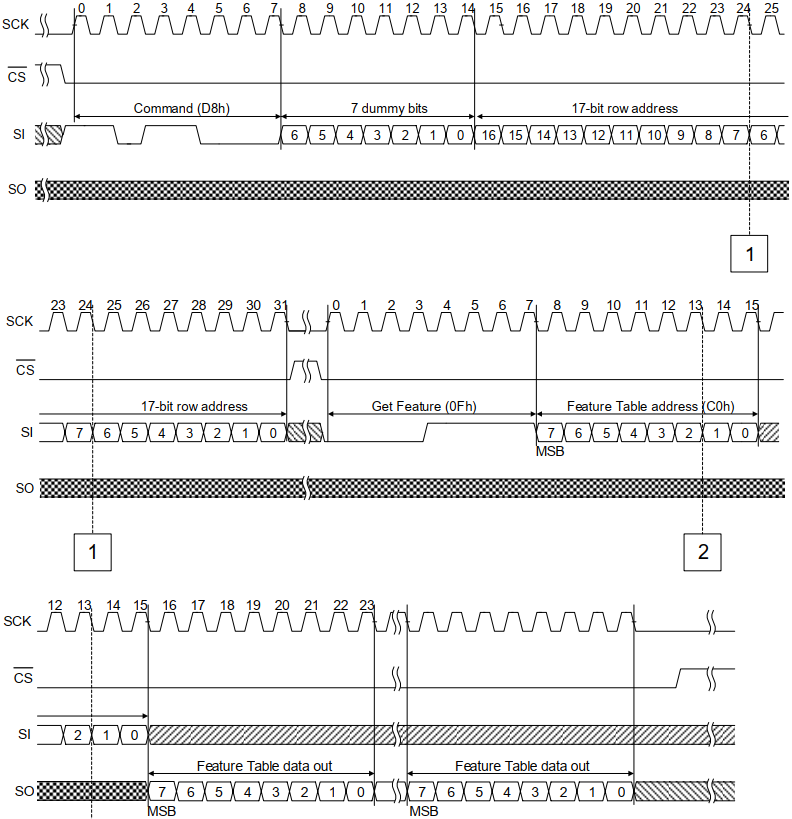 0 1 2 3 4 5 6 7 8 9 10 11 12 13 14 15 16 17 18 19 20 21 22 23 24 25
SCK
CS
Command (D8h) 7 dummy bits 17-bit row address
SI 6 5 4 3 2 1 0 16 15 14 13 12 11 10 9 8 7 6
SO
1
23 24 25 26 27 28 29 30 31 0 1 2 3 4 5 6 7 8 9 10 11 12 13 14 15
SCK
CS
17-bit row address Get Feature (0Fh) Feature Table address (C0h)
SI 7 6 5 4 3 2 1 0 7 6 5 4 3 2 1 0
MSB
SO
1 2
12 13 14 15 16 17 18 19 20 21 22 23
SCK
CS
SI 2 1 0
Feature Table data out Feature Table data out
SO 7 6 5 4 3 2 1 0 7 6 5 4 3 2 1 0
MSB MSB